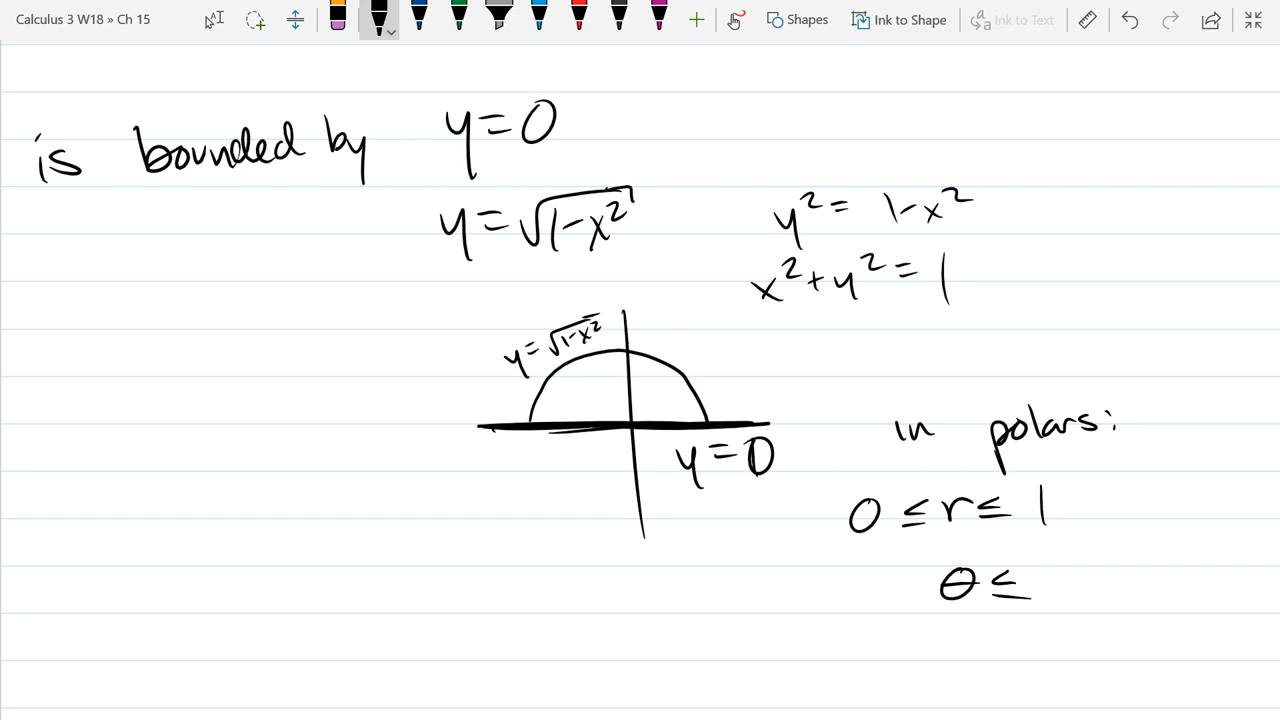 Calculus 3 W18 » Ch 15
Shapes
Ink to Shape
Ink to Text
is bounded by y=0
y=√(1-x²)
y²= 1-x²
x²+y²=1
y=√(1-x²)
y=0
in polars:
0 ≤ r ≤ 1
θ ≤